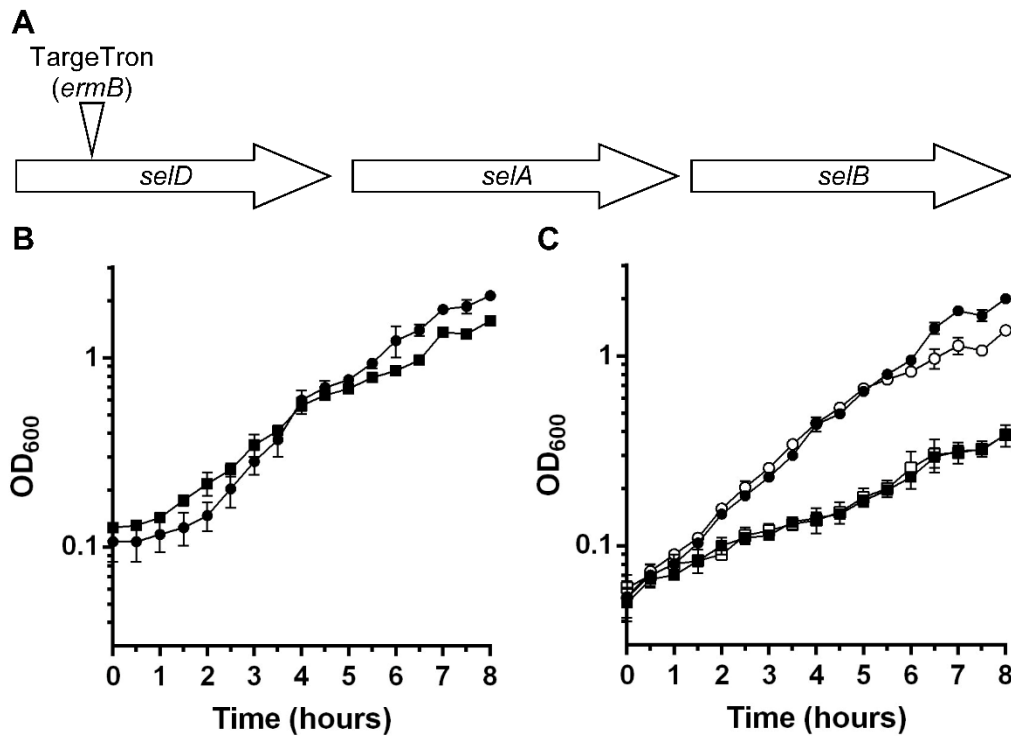 A
TargeTron
(ermB)
selD selA selB
B C
1 1
0.1 0.1
OD600 OD600
0 1 2 3 4 5 6 7 8 0 1 2 3 4 5 6 7 8
Time (hours) Time (hours)